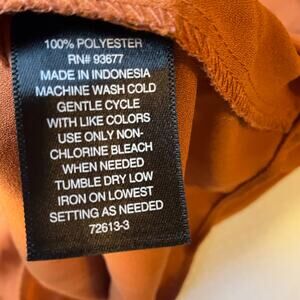 100% POLYESTER
RN# 93677
MADE IN INDONESIA
MACHINE WASH COLD
GENTLE CYCLE
WITH LIKE COLORS
USE ONLY NON-
CHLORINE BLEACH
WHEN NEEDED
TUMBLE DRY LOW
IRON ON LOWEST
SETTING AS NEEDED
72613-3